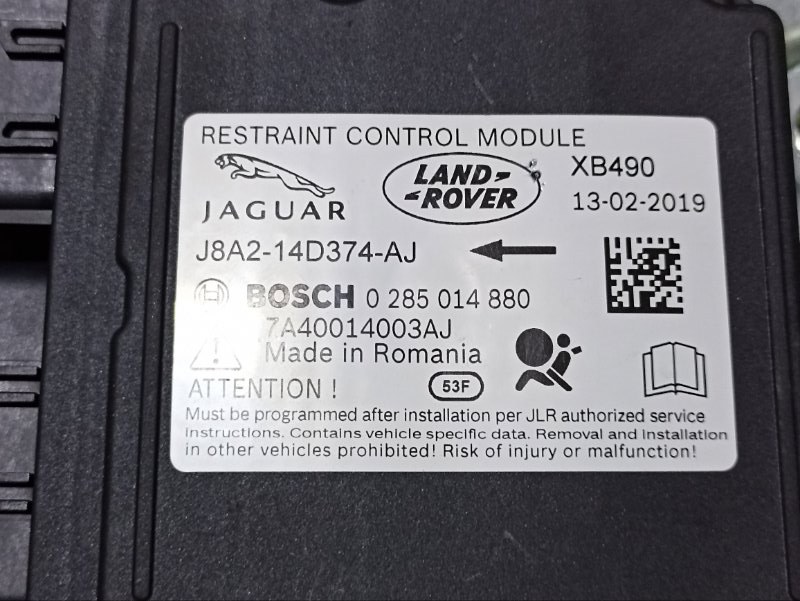 RESTRAINT CONTROL MODULE
JAGUAR
LAND-
-ROVER
XB490
13-02-2019
J8A2-14D374-AJ
BOSCH 0 285 014 880
7A40014003AJ
Made in Romania
ATTENTION !
53F
Must be programmed after installation per JLR authorized service
instructions. Contains vehicle specific data. Removal and installation
in other vehicles prohibited! Risk of injury or malfunction!